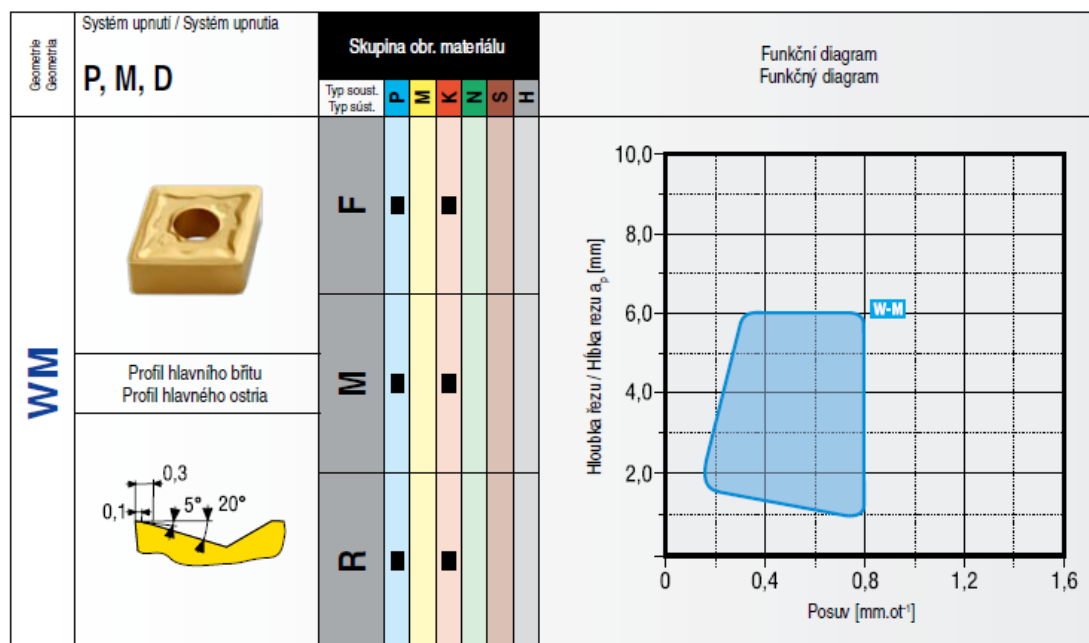 Geometrie
Geometria
Systém upnutí / Systém upnutia
P, M, D
Skupina obr. materiálu
Typ soust.
Typ súst.
P
M
K
N
S
H
Funkční diagram
Funkčný diagram
WM
Profil hlavního břitu
Profil hlavného ostria
0,3
0,1
5°
20°
F
M
R
Hloubka řezu / Hĺbka rezu aₚ [mm]
10,0
8,0
6,0
4,0
2,0
W-M
0
0,4
0,8
1,2
1,6
Posuv [mm.ot⁻¹]